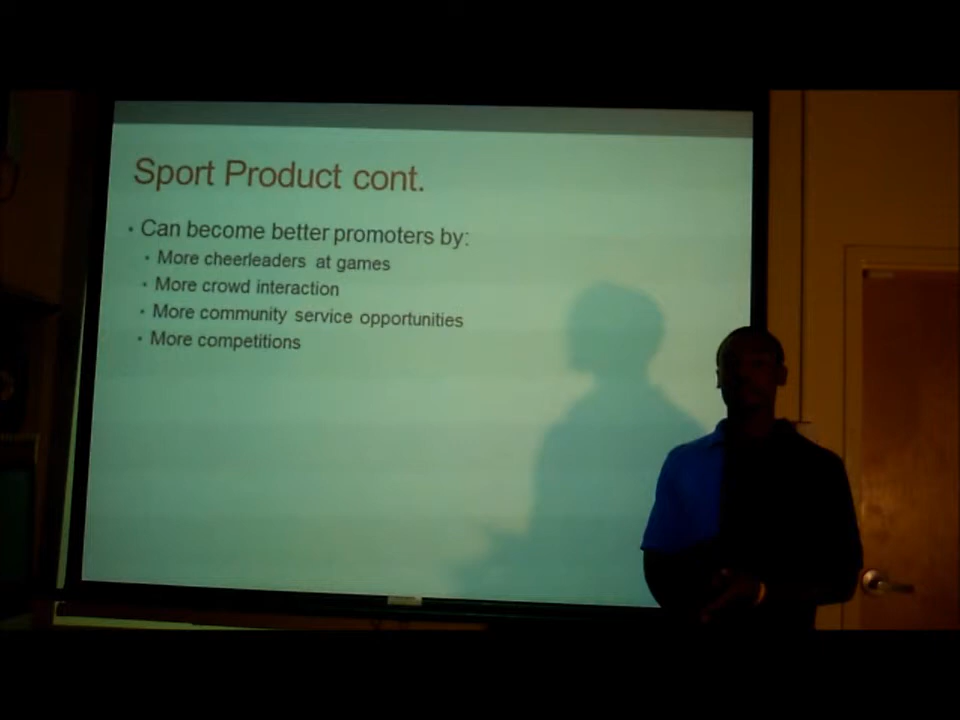 Sport Product cont.
• Can become better promoters by:
• More cheerleaders at games
• More crowd interaction
• More community service opportunities
• More competitions